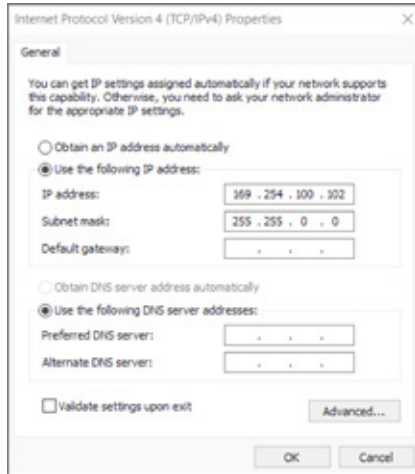 Internet Protocol Version 4 (TCP/IPv4) Properties
General
You can get IP settings assigned automatically if your network supports
this capability. Otherwise, you need to ask your network administrator
for the appropriate IP settings.
Obtain an IP address automatically
Use the following IP address:
IP address: 169 . 254 . 100 . 102
Subnet mask: 255 . 255 . 0 . 0
Default gateway: . . .
Obtain DNS server address automatically
Use the following DNS server addresses:
Preferred DNS server: . . .
Alternate DNS server: . . .
Validate settings upon exit
Advanced...
OK Cancel